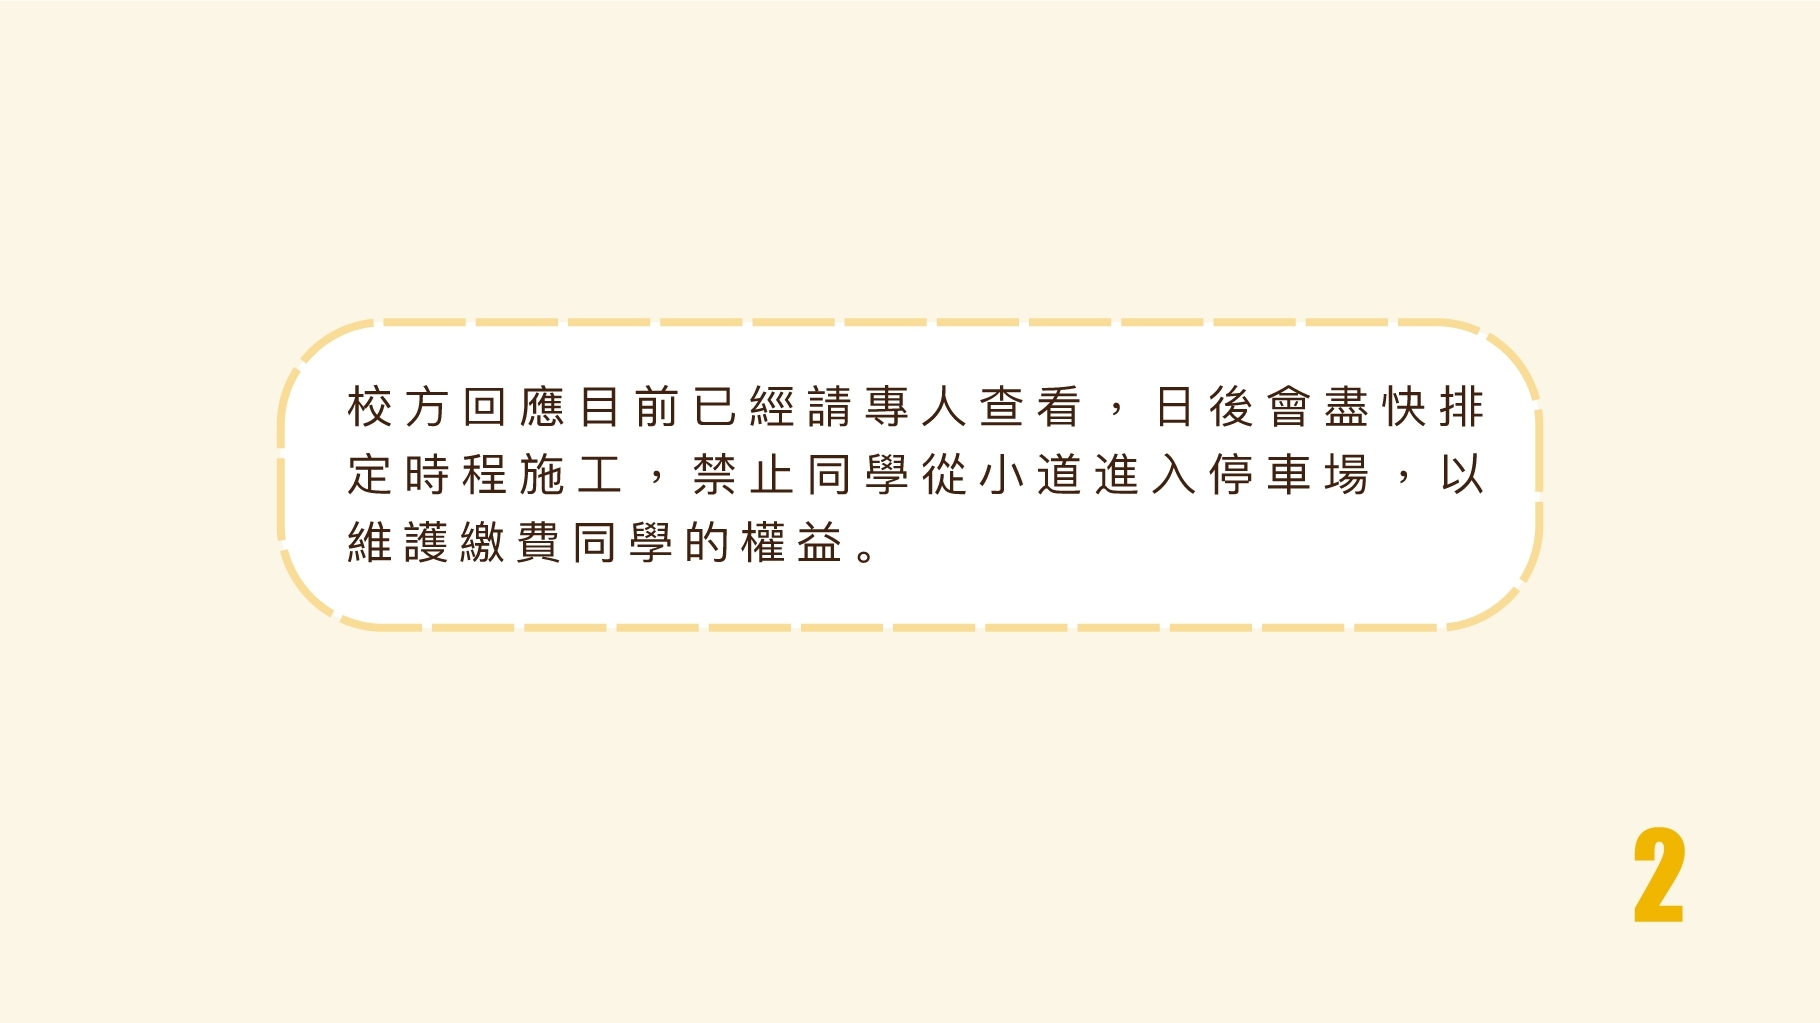 校方回應目前已經請專人查看，日後會盡快排
定時程施工，禁止同學從小道進入停車場，以
維護繳費同學的權益。
2